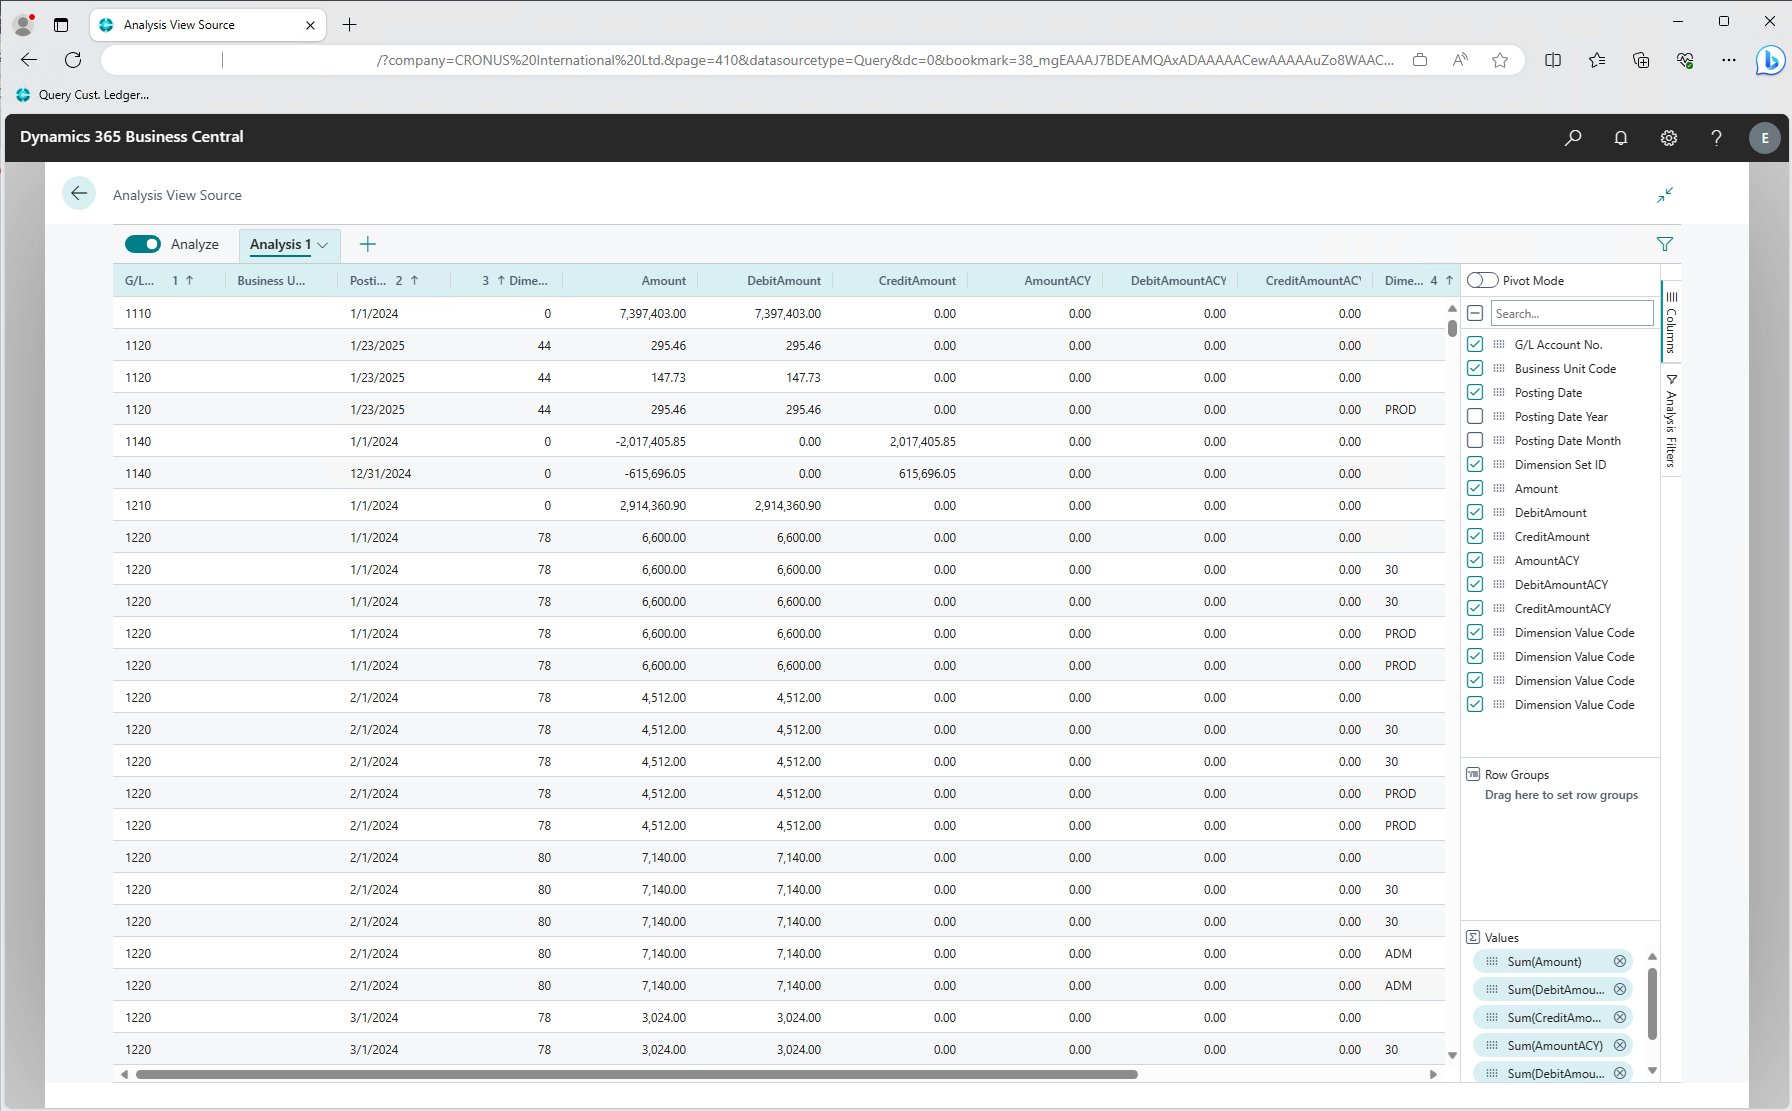 Analysis View Source
/?company=CRONUS%20International%20Ltd.&page=410&datasourcetype=Query&dc=0&bookmark=38_mgEAAAJ7BDEAMQAxADAAAAACewAAAAAuZo8WAAC...
Query Cust. Ledger...
Dynamics 365 Business Central
E
Analysis View Source
Analyze Analysis 1
G/L... 1 Business U... Posti... 2 3 Dime... Amount DebitAmount CreditAmount AmountACY DebitAmountACY CreditAmountACY Dime... 4
1110 1/1/2024 0 7,397,403.00 7,397,403.00 0.00 0.00 0.00 0.00
1120 1/23/2025 44 295.46 295.46 0.00 0.00 0.00 0.00
1120 1/23/2025 44 147.73 147.73 0.00 0.00 0.00 0.00
1120 1/23/2025 44 295.46 295.46 0.00 0.00 0.00 0.00 PROD
1140 1/1/2024 0 -2,017,405.85 0.00 2,017,405.85 0.00 0.00 0.00
1140 12/31/2024 0 -615,696.05 0.00 615,696.05 0.00 0.00 0.00
1210 1/1/2024 0 2,914,360.90 2,914,360.90 0.00 0.00 0.00 0.00
1220 1/1/2024 78 6,600.00 6,600.00 0.00 0.00 0.00 0.00
1220 1/1/2024 78 6,600.00 6,600.00 0.00 0.00 0.00 0.00 30
1220 1/1/2024 78 6,600.00 6,600.00 0.00 0.00 0.00 0.00 30
1220 1/1/2024 78 6,600.00 6,600.00 0.00 0.00 0.00 0.00 PROD
1220 1/1/2024 78 6,600.00 6,600.00 0.00 0.00 0.00 0.00 PROD
1220 2/1/2024 78 4,512.00 4,512.00 0.00 0.00 0.00 0.00
1220 2/1/2024 78 4,512.00 4,512.00 0.00 0.00 0.00 0.00 30
1220 2/1/2024 78 4,512.00 4,512.00 0.00 0.00 0.00 0.00 30
1220 2/1/2024 78 4,512.00 4,512.00 0.00 0.00 0.00 0.00 PROD
1220 2/1/2024 78 4,512.00 4,512.00 0.00 0.00 0.00 0.00 PROD
1220 2/1/2024 80 7,140.00 7,140.00 0.00 0.00 0.00 0.00
1220 2/1/2024 80 7,140.00 7,140.00 0.00 0.00 0.00 0.00 30
1220 2/1/2024 80 7,140.00 7,140.00 0.00 0.00 0.00 0.00 30
1220 2/1/2024 80 7,140.00 7,140.00 0.00 0.00 0.00 0.00 ADM
1220 2/1/2024 80 7,140.00 7,140.00 0.00 0.00 0.00 0.00 ADM
1220 3/1/2024 78 3,024.00 3,024.00 0.00 0.00 0.00 0.00
1220 3/1/2024 78 3,024.00 3,024.00 0.00 0.00 0.00 0.00 30
Pivot Mode
Search...
G/L Account No.
Business Unit Code
Posting Date
Posting Date Year
Posting Date Month
Dimension Set ID
Amount
DebitAmount
CreditAmount
AmountACY
DebitAmountACY
CreditAmountACY
Dimension Value Code
Dimension Value Code
Dimension Value Code
Dimension Value Code
Row Groups
Drag here to set row groups
Values
Sum(Amount)
Sum(DebitAmou...
Sum(CreditAmo...
Sum(AmountACY)
Sum(DebitAmou...
Columns
Analysis Filters